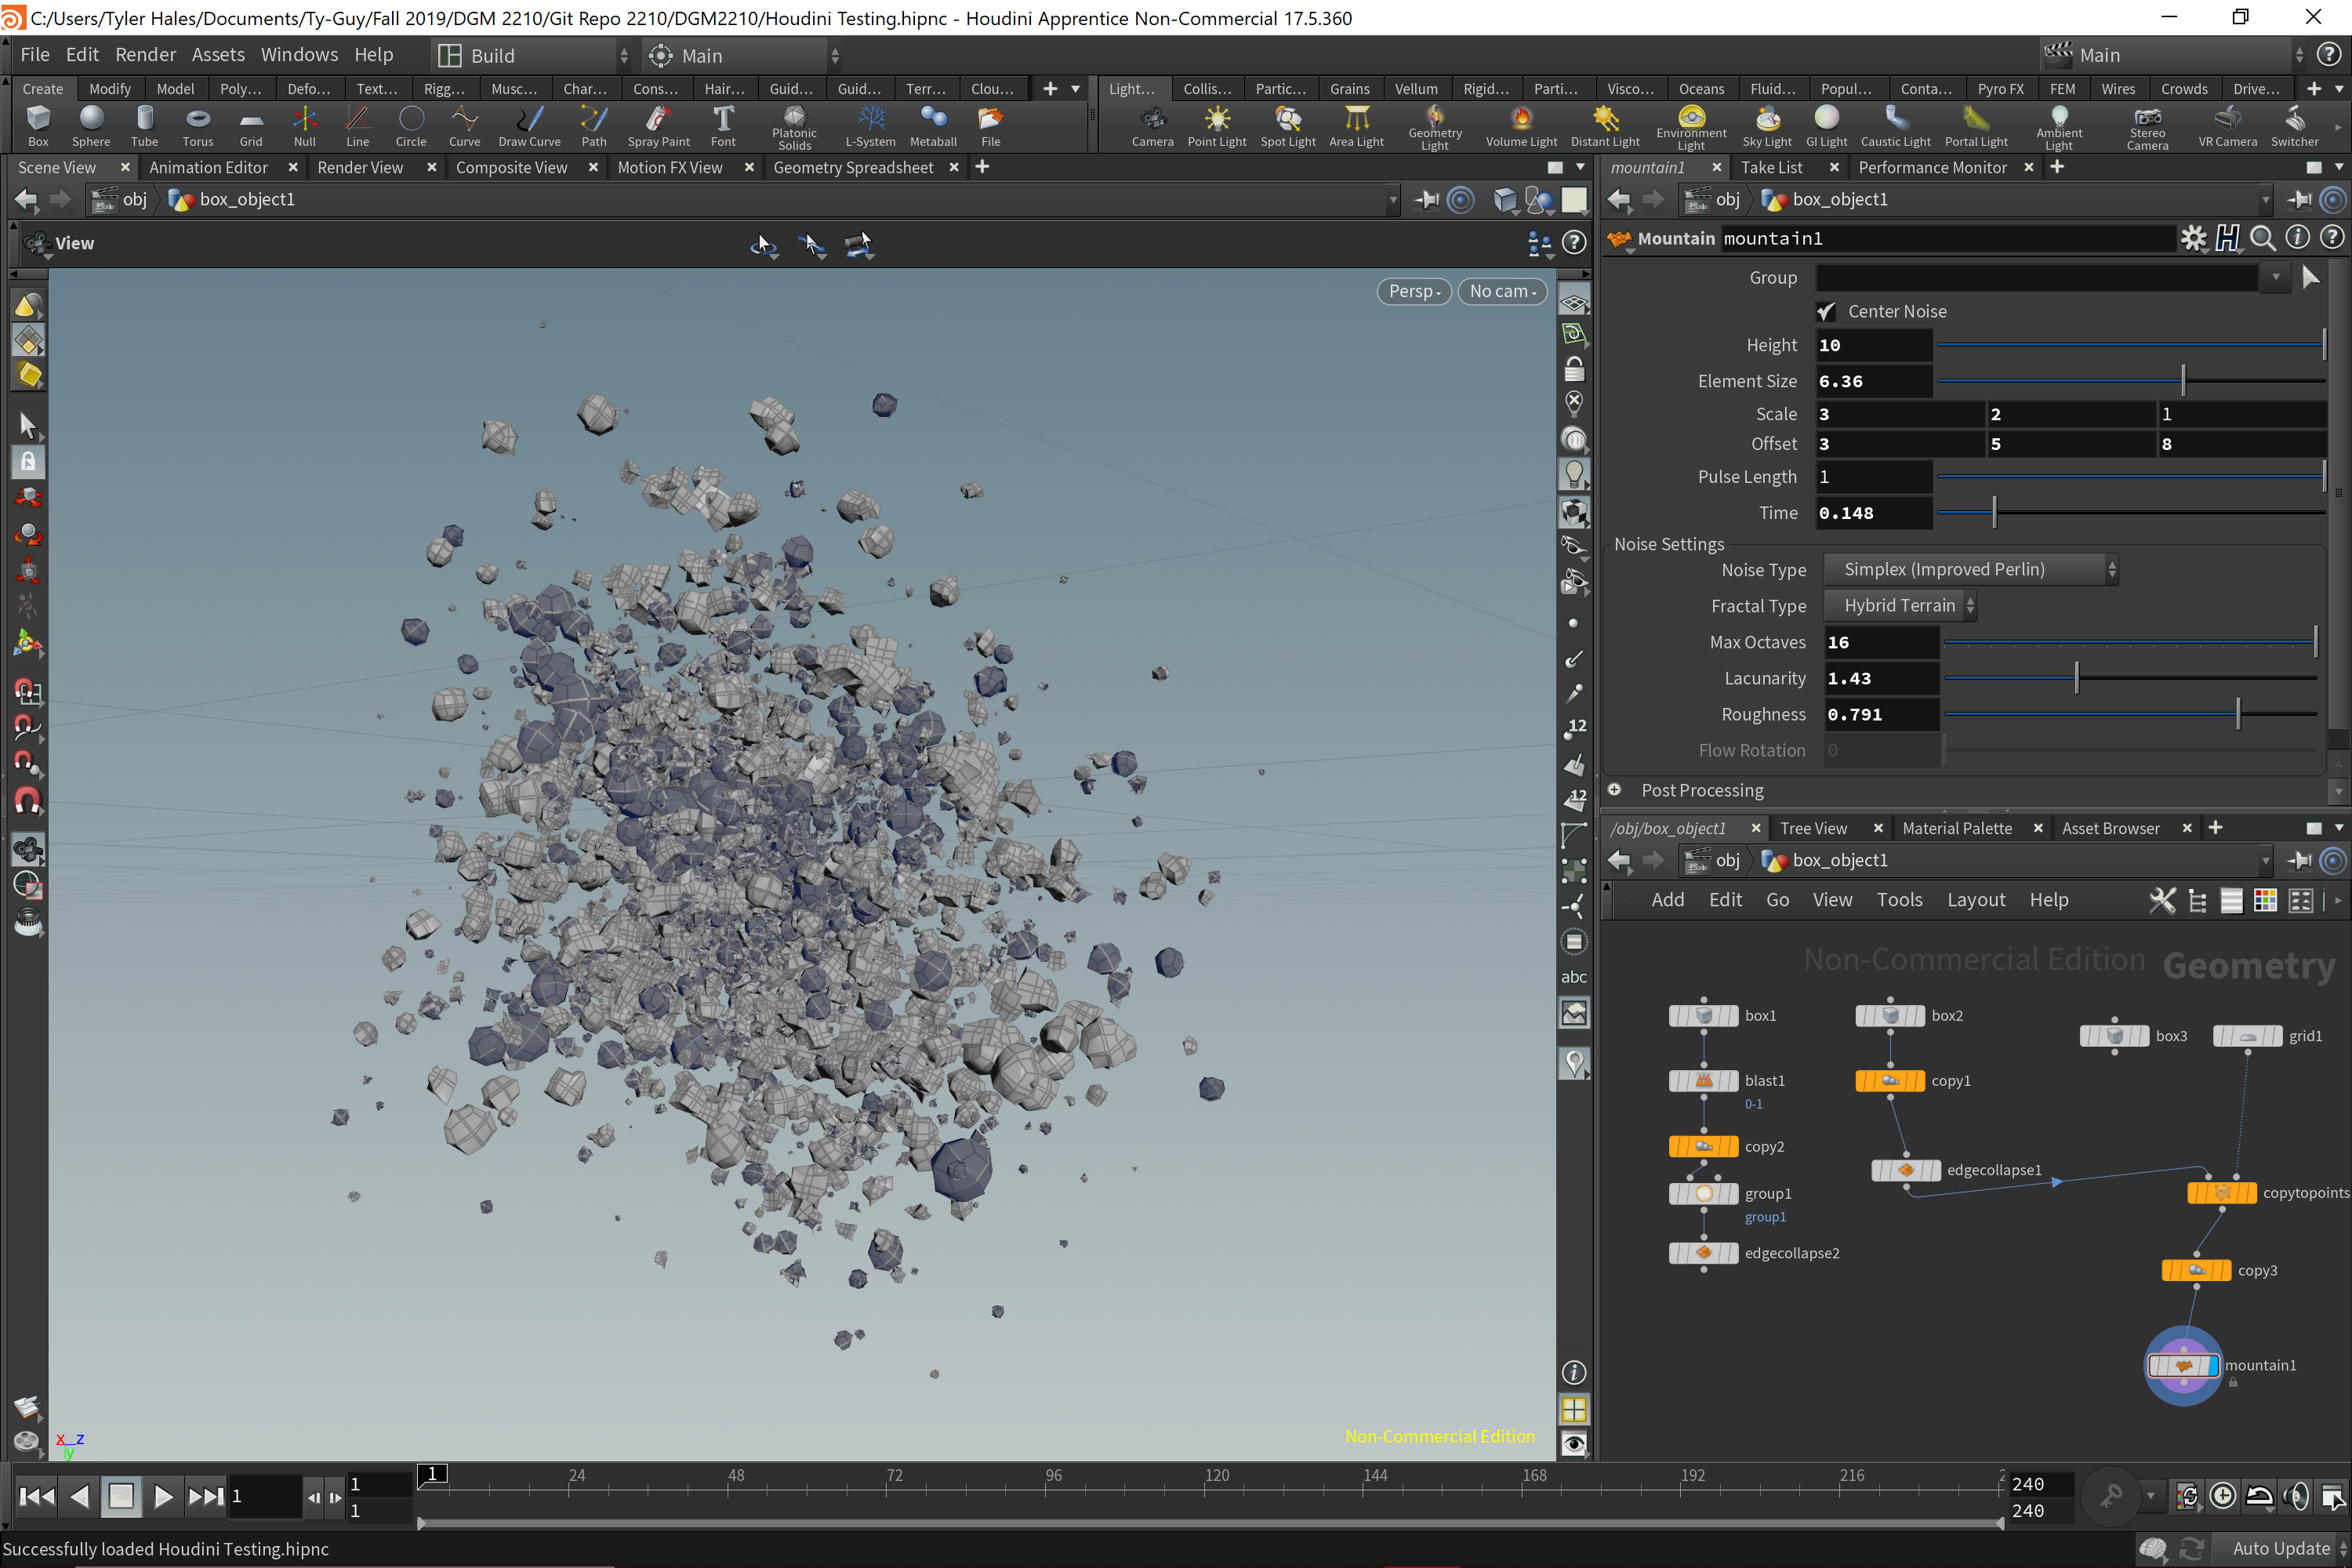 C:/Users/Tyler Hales/Documents/Ty-Guy/Fall 2019/DGM 2210/Git Repo 2210/DGM2210/Houdini Testing.hipnc - Houdini Apprentice Non-Commercial 17.5.360
File Edit Render Assets Windows Help Build Main Main
Create Modify Model Poly... Defo... Text... Rigg... Musc... Char... Cons... Hair... Guid... Guid... Terr... Clou...
Light... Collis... Partic... Grains Vellum Rigid... Parti... Visco... Oceans Fluid... Popul... Conta... Pyro FX FEM Wires Crowds Drive...
Box Sphere Tube Torus Grid Null Line Circle Curve Draw Curve Path Spray Paint Font Platonic Solids L-System Metaball File
Camera Point Light Spot Light Area Light Geometry Light Volume Light Distant Light Environment Light Sky Light GI Light Caustic Light Portal Light Ambient Light Stereo Camera VR Camera Switcher
Scene View Animation Editor Render View Composite View Motion FX View Geometry Spreadsheet
mountain1 Take List Performance Monitor
obj box_object1
obj box_object1
View
Mountain mountain1
Persp No cam
Group
Center Noise
Height 10
Element Size 6.36
Scale 3 2 1
Offset 3 5 8
Pulse Length 1
Time 0.148
Noise Settings
Noise Type Simplex (Improved Perlin)
Fractal Type Hybrid Terrain
Max Octaves 16
Lacunarity 1.43
Roughness 0.791
Flow Rotation 0
Post Processing
12
12
abc
/obj/box_object1 Tree View Material Palette Asset Browser
obj box_object1
Add Edit Go View Tools Layout Help
Non-Commercial Edition Geometry
box1 box2
box3 grid1
blast1 copy1
0-1
copy2
edgecollapse1
group1 copytopoints
group1
edgecollapse2
copy3
mountain1
x z
y
Non-Commercial Edition
1 24 48 72 96 120 144 168 192 216 2
1 1 240
1 240
Successfully loaded Houdini Testing.hipnc
Auto Update